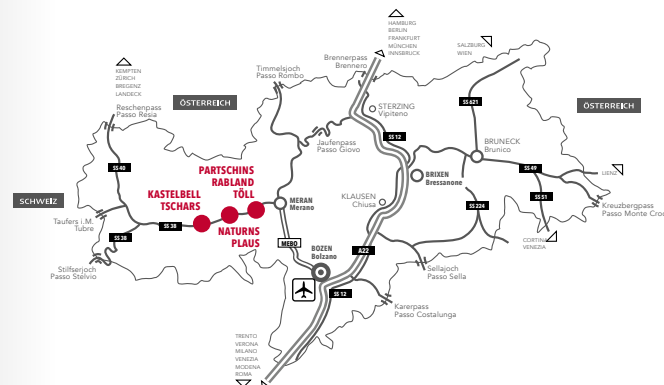 HAMBURG
BERLIN
FRANKFURT
MÜNCHEN
INNSBRUCK
SALZBURG
WIEN
Brennerpass
Brennero
Timmelsjoch
Passo Rombo
KEMPTEN
ZÜRICH
BREGENZ
LANDECK
ÖSTERREICH
ÖSTERREICH
Reschenpass
Passo Resia
SS 621
STERZING
Vipiteno
SS 12
Jaufenpass
Passo Giovo
BRUNECK
Brunico
SS 40
PARTSCHINS
RABLAND
TÖLL
BRIXEN
Bressanone
SS 49
LIENZ
KASTELBELL
TSCHARS
SCHWEIZ
MERAN
Merano
KLAUSEN
Chiusa
SS 51
SS 224
Kreuzbergpass
Passo Monte Croc
Taufers i.M.
Tubre
SS 38
SS 38
NATURNS
PLAUS
MEBO
A22
CORTINA
VENEZIA
BOZEN
Bolzano
Stilfserjoch
Passo Stelvio
Sellajoch
Passo Sella
SS 12
Karerpass
Passo Costalunga
TRENTO
VERONA
MILANO
VENEZIA
MODENA
ROMA